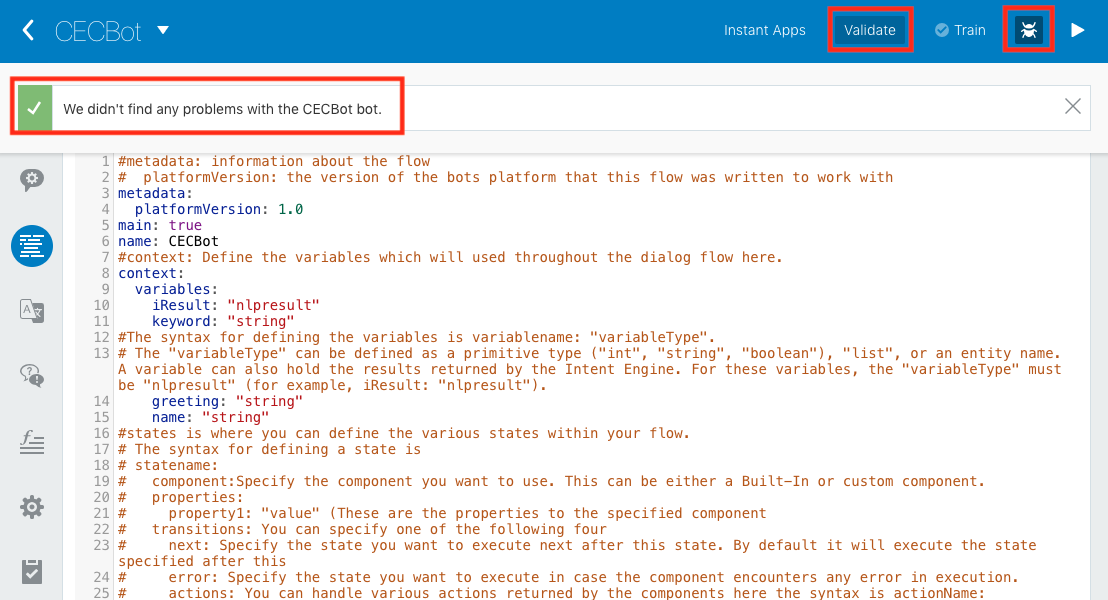 CECBot
Instant Apps
Validate
Train
We didn't find any problems with the CECBot bot.
1 #metadata: information about the flow
2 #  platformVersion: the version of the bots platform that this flow was written to work with
3 metadata:
4   platformVersion: 1.0
5 main: true
6 name: CECBot
7 #context: Define the variables which will used throughout the dialog flow here.
8 context:
9   variables:
10     iResult: "nlpresult"
11     keyword: "string"
12 #The syntax for defining the variables is variablename: "variableType".
13 # The "variableType" can be defined as a primitive type ("int", "string", "boolean"), "list", or an entity name.
A variable can also hold the results returned by the Intent Engine. For these variables, the "variableType" must
be "nlpresult" (for example, iResult: "nlpresult").
14     greeting: "string"
15     name: "string"
16 #states is where you can define the various states within your flow.
17 # The syntax for defining a state is
18 # statename:
19 #   component:Specify the component you want to use. This can be either a Built-In or custom component.
20 #   properties:
21 #     property1: "value" (These are the properties to the specified component
22 #   transitions: You can specify one of the following four
23 #     next: Specify the state you want to execute next after this state. By default it will execute the state
specified after this
24 #     error: Specify the state you want to execute in case the component encounters any error in execution.
25 #     actions: You can handle various actions returned by the components here the syntax is actionName: